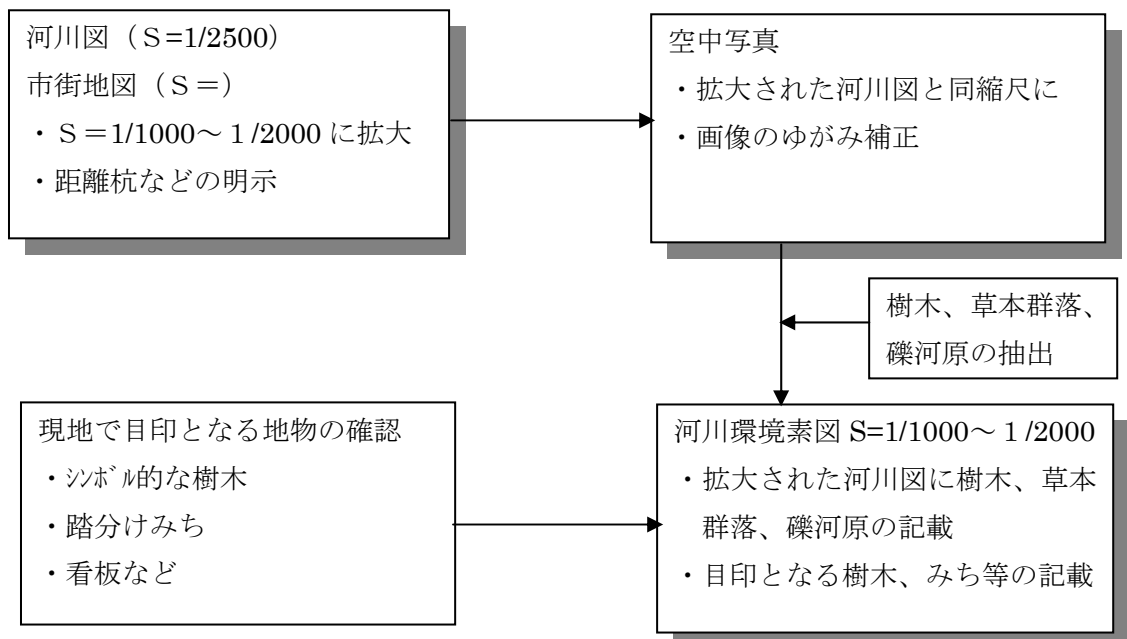 河川図（Ｓ=1/2500）
市街地図（Ｓ＝）
・Ｓ＝1/1000～１/2000 に拡大
・距離杭などの明示
空中写真
・拡大された河川図と同縮尺に
・画像のゆがみ補正
樹木、草本群落、
礫河原の抽出
現地で目印となる地物の確認
・ｼﾝﾎﾞﾙ的な樹木
・踏分けみち
・看板など
河川環境素図 S=1/1000～１/2000
・拡大された河川図に樹木、草本
群落、礫河原の記載
・目印となる樹木、みち等の記載